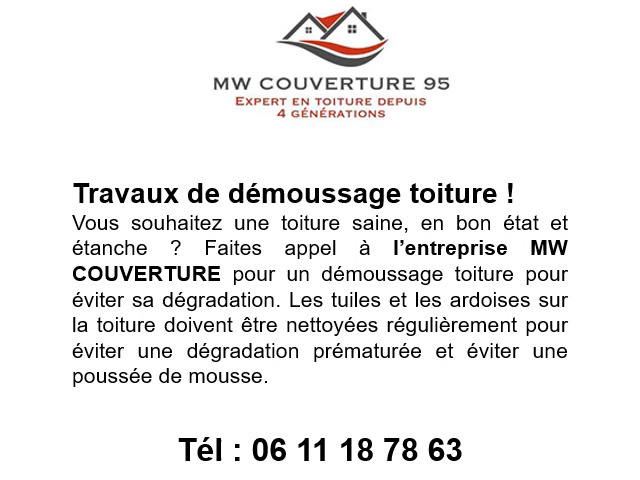 MW COUVERTURE 95
EXPERT EN TOITURE DEPUIS
4 GÉNÉRATIONS
Travaux de démoussage toiture !
Vous souhaitez une toiture saine, en bon état et
étanche ? Faites appel à l’entreprise MW
COUVERTURE pour un démoussage toiture pour
éviter sa dégradation. Les tuiles et les ardoises sur
la toiture doivent être nettoyées régulièrement pour
éviter une dégradation prématurée et éviter une
poussée de mousse.
Tél : 06 11 18 78 63